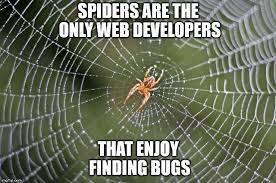 SPIDERS ARE THE
ONLY WEB DEVELOPERS
THAT ENJOY
FINDING BUGS
imgflip.com